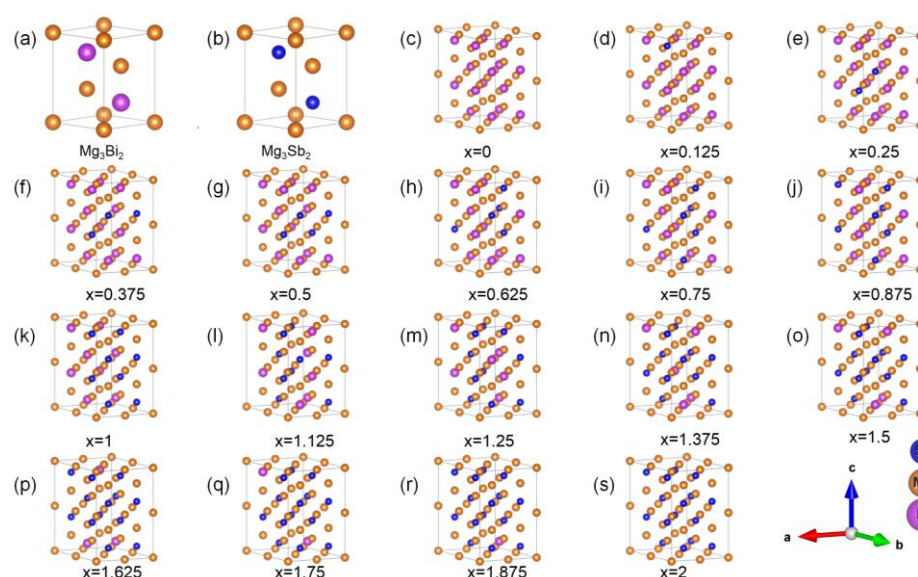 (a) (b) (c) (d) (e)
Mg₃Bi₂ Mg₃Sb₂ x=0 x=0.125 x=0.25
(f) (g) (h) (i) (j)
x=0.375 x=0.5 x=0.625 x=0.75 x=0.875
(k) (l) (m) (n) (o)
x=1 x=1.125 x=1.25 x=1.375 x=1.5
(p) (q) (r) (s)
c
a b
x=1.625 x=1.75 x=1.875 x=2